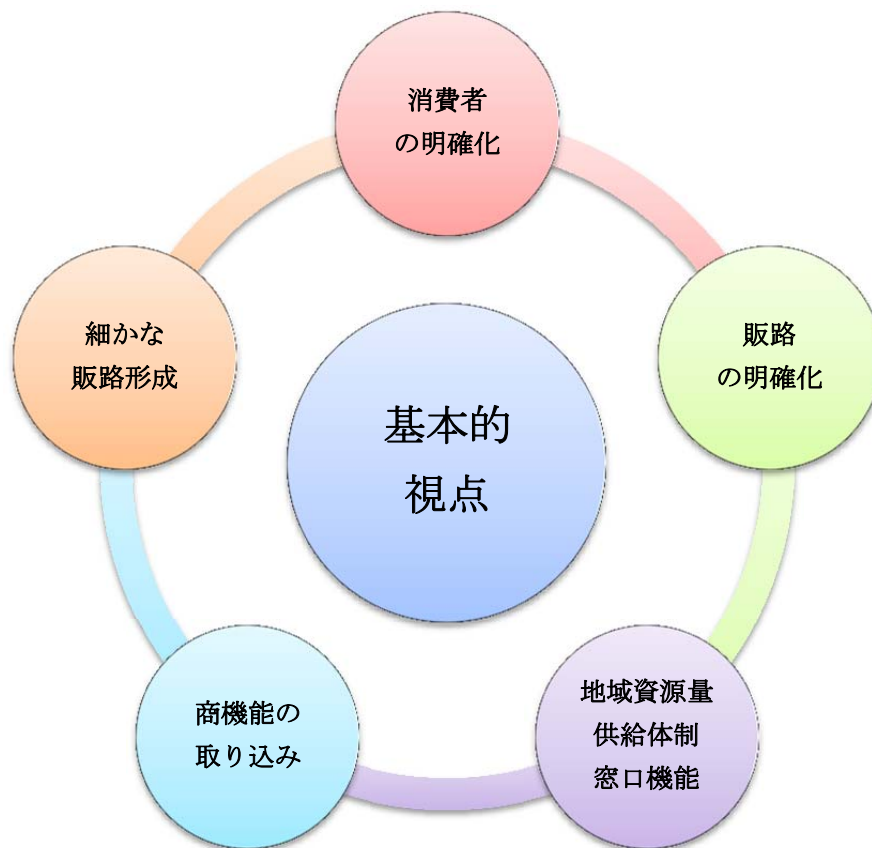 消費者
の明確化
販路
の明確化
地域資源量
供給体制
窓口機能
商機能の
取り込み
細かな
販路形成
基本的
視点